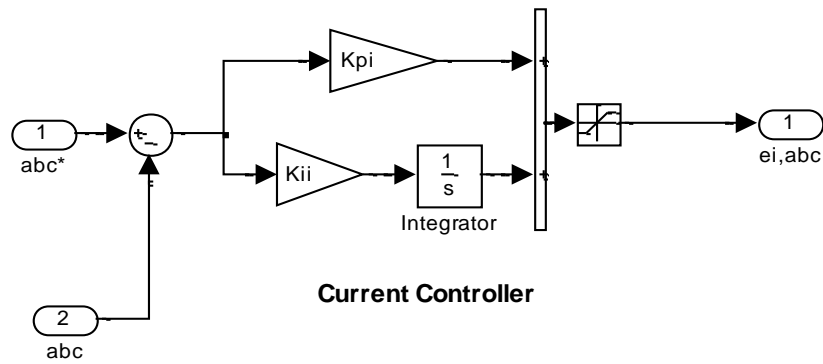 Kpi
+
1
abc*
+
−
1
ei,abc
Kii
1
s
+
Integrator
Current Controller
2
abc